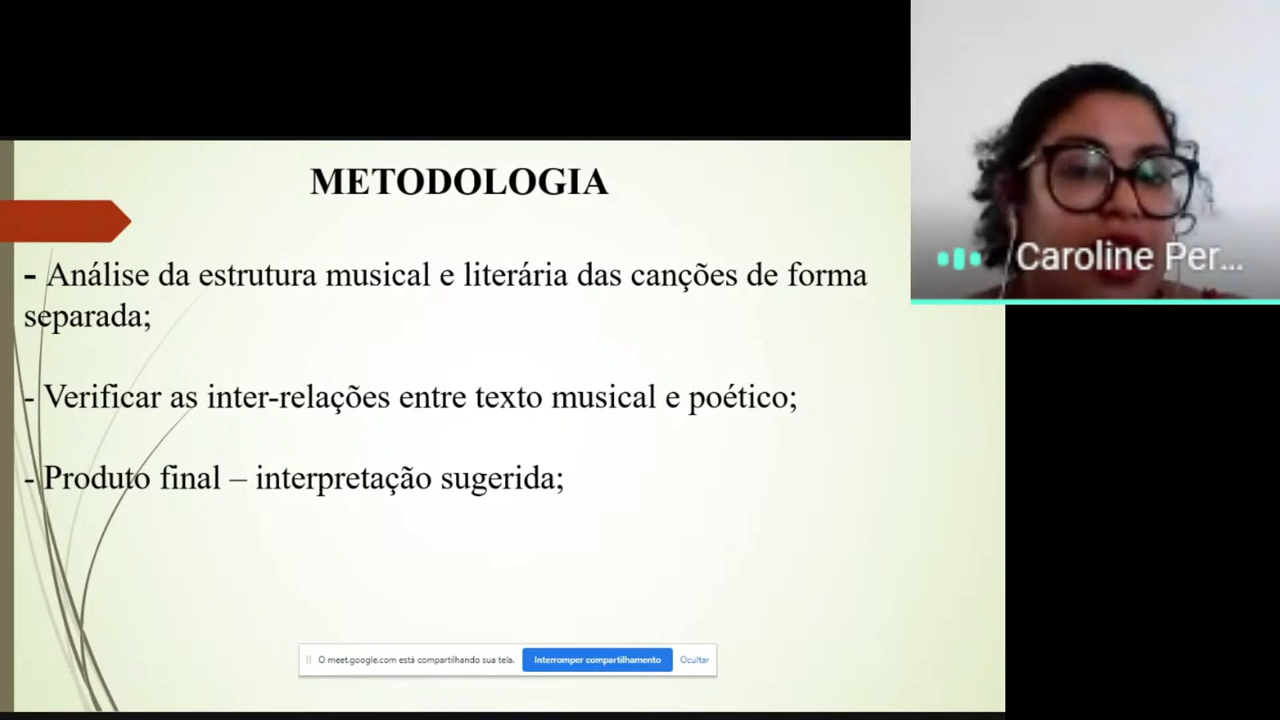 METODOLOGIA
- Análise da estrutura musical e literária das canções de forma
separada;
- Verificar as inter-relações entre texto musical e poético;
- Produto final – interpretação sugerida;
Caroline Per...
O meet.google.com está compartilhando sua tela. Interromper compartilhamento Ocultar